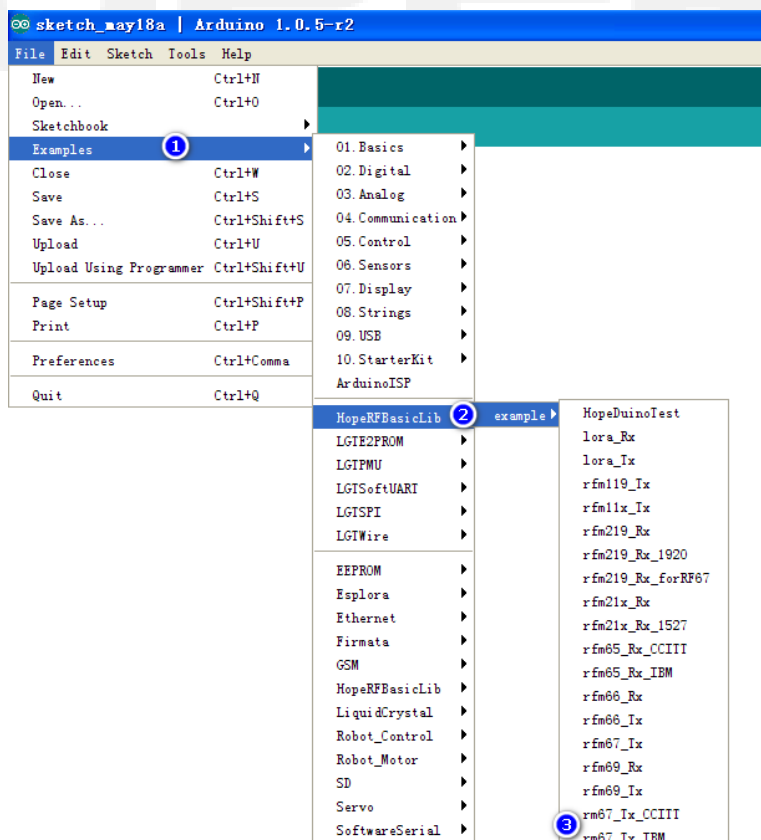 sketch_may18a | Arduino 1.0.5-r2
File Edit Sketch Tools Help
New Ctrl+N
Open... Ctrl+O
Sketchbook
Examples 1
Close Ctrl+W
Save Ctrl+S
Save As... Ctrl+Shift+S
Upload Ctrl+U
Upload Using Programmer Ctrl+Shift+U
Page Setup Ctrl+Shift+P
Print Ctrl+P
Preferences Ctrl+Comma
Quit Ctrl+Q
01.Basics
02.Digital
03.Analog
04.Communication
05.Control
06.Sensors
07.Display
08.Strings
09.USB
10.StarterKit
ArduinoISP
HopeRFBasicLib 2
LGTE2PROM
LGTPMU
LGTSoftUART
LGTSPI
LGTWire
EEPROM
Esplora
Ethernet
Firmata
GSM
HopeRFBasicLib
LiquidCrystal
Robot_Control
Robot_Motor
SD
Servo
SoftwareSerial
example
HopeDuinoTest
lora_Rx
lora_Tx
rfm119_Tx
rfm11x_Tx
rfm219_Rx
rfm219_Rx_1920
rfm219_Rx_forRF67
rfm21x_Rx
rfm21x_Rx_1527
rfm65_Rx_CCITT
rfm65_Rx_IBM
rfm66_Rx
rfm66_Tx
rfm67_Tx
rfm69_Rx
rfm69_Tx
3 rm67_Tx_CCITT
rm67_Tx_IBM